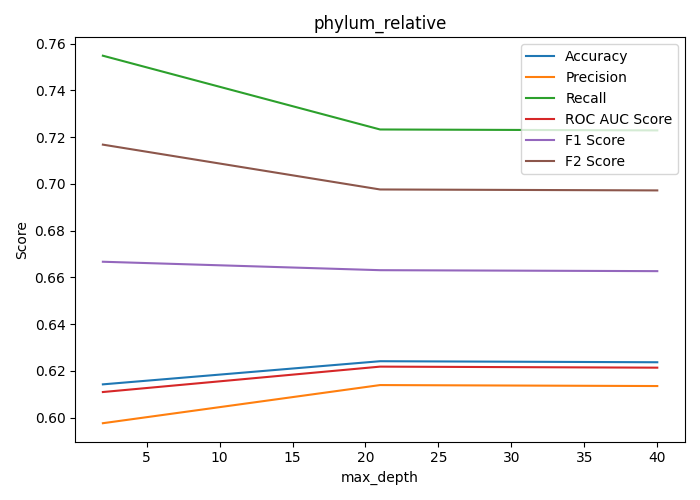 phylum_relative
0.76
0.74
0.72
0.70
0.68
0.66
0.64
0.62
0.60
Score
Accuracy
Precision
Recall
ROC AUC Score
F1 Score
F2 Score
5 10 15 20 25 30 35 40
max_depth